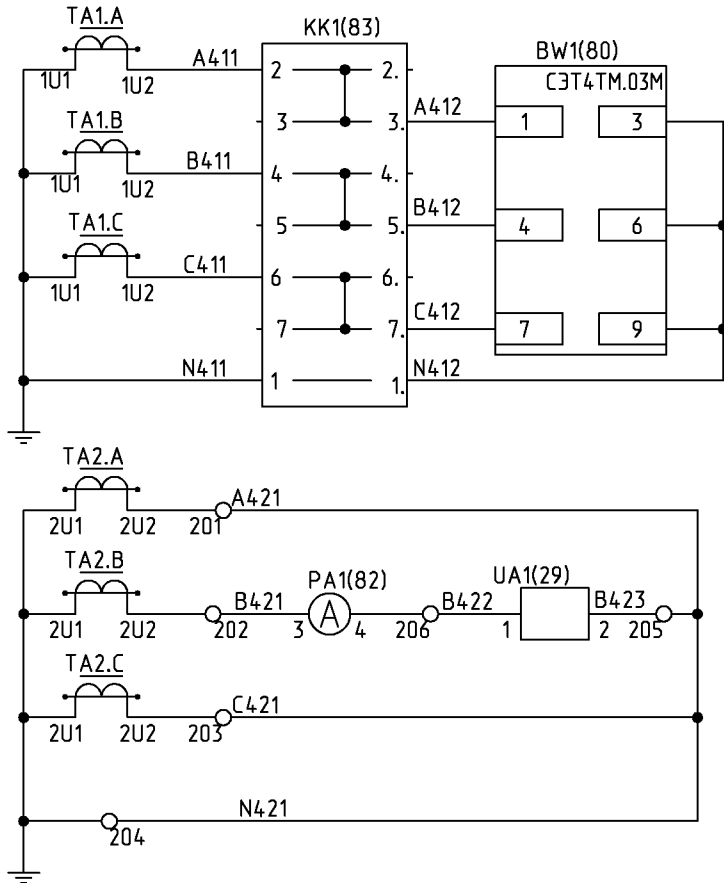 TA1.A
KK1(83)
BW1(80)
1U1 1U2 A411 2 2.
СЭТ4ТМ.03М
3 3. A412 1 3
TA1.B
1U1 1U2 B411 4 4.
5 5. B412 4 6
TA1.C
1U1 1U2 C411 6 6.
7 7. C412 7 9
N411 1 1. N412
TA2.A
2U1 2U2 201 A421
TA2.B
PA1(82)
UA1(29)
2U1 2U2 202 B421 3 A 4 206 B422 1 2 B423 205
TA2.C
2U1 2U2 203 C421
204 N421